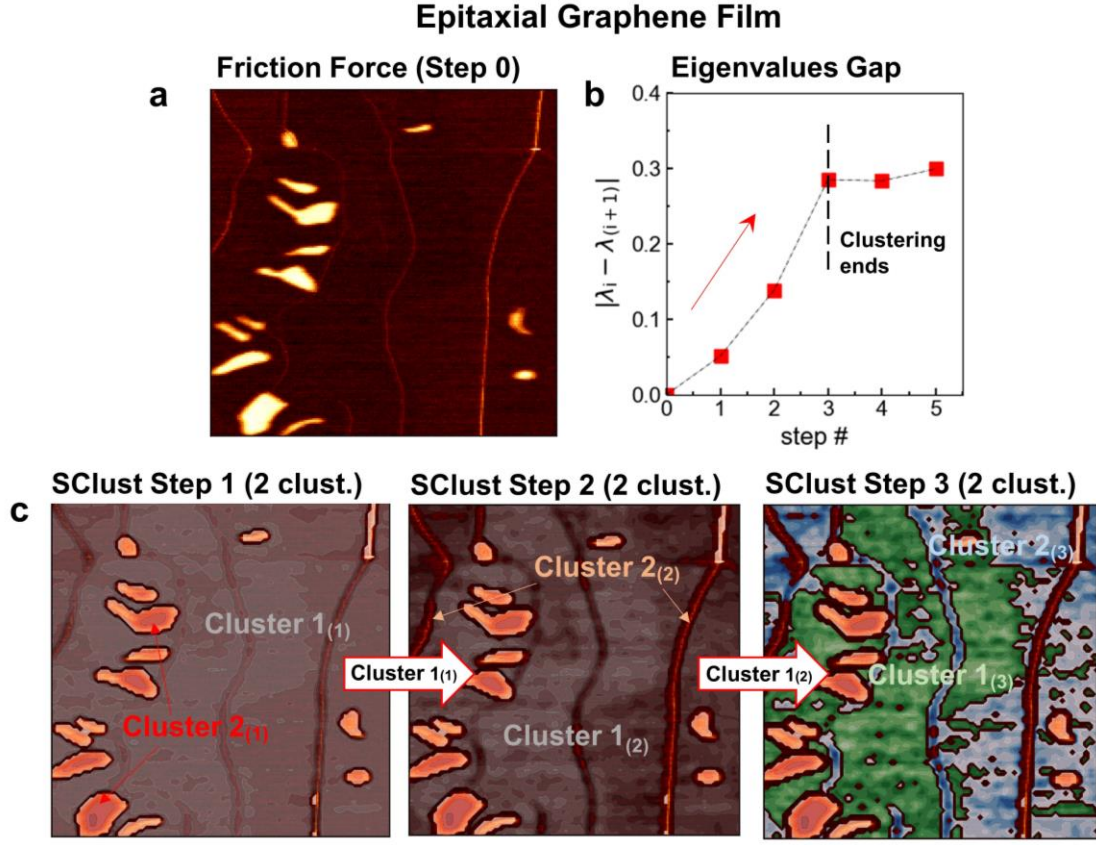 Epitaxial Graphene Film
Friction Force (Step 0)
a
Eigenvalues Gap
b
|λi − λ(i + 1)|
0.4
0.3
0.2
0.1
0.0
Clustering
ends
0 1 2 3 4 5
step #
c
SClust Step 1 (2 clust.)
Cluster 1(1)
Cluster 2(1)
SClust Step 2 (2 clust.)
Cluster 2(2)
Cluster 1(1)
Cluster 1(2)
SClust Step 3 (2 clust.)
Cluster 2(3)
Cluster 1(2)
Cluster 1(3)